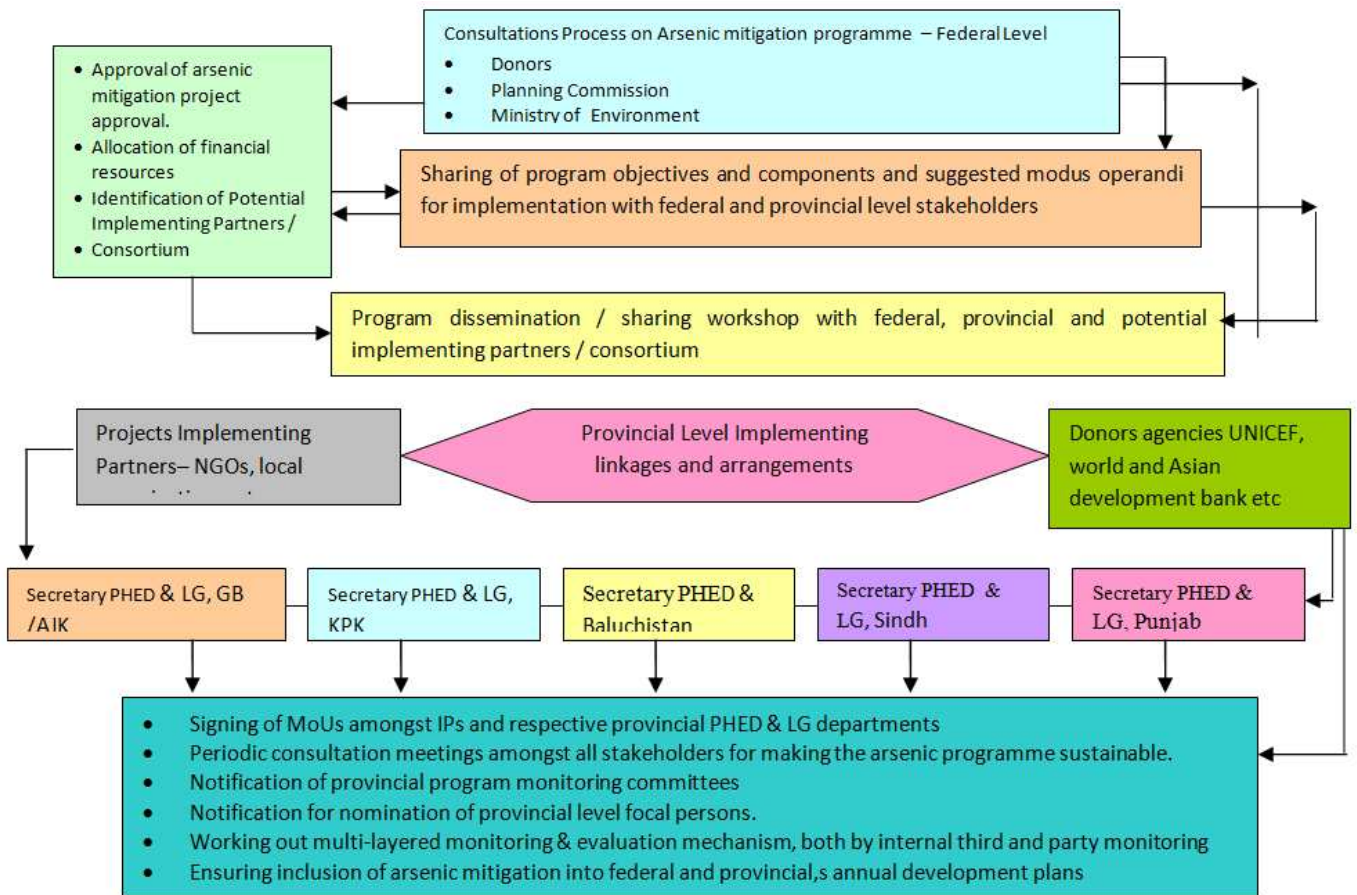 Consultations Process on Arsenic mitigation programme – Federal Level
• Donors
• Planning Commission
• Ministry of Environment
• Approval of arsenic
mitigation project
approval.
• Allocation of financial
resources
• Identification of Potential
Implementing Partners /
• Consortium
Sharing of program objectives and components and suggested modus operandi
for implementation with federal and provincial level stakeholders
Program dissemination / sharing workshop with federal, provincial and potential
implementing partners / consortium
Projects Implementing
Partners– NGOs, local
Provincial Level Implementing
linkages and arrangements
Donors agencies UNICEF,
world and Asian
development bank etc
Secretary PHED & LG, GB
/AJK
Secretary PHED & LG,
KPK
Secretary PHED &
Baluchistan
Secretary PHED &
LG, Sindh
Secretary PHED &
LG, Punjab
• Signing of MoUs amongst IPs and respective provincial PHED & LG departments
• Periodic consultation meetings amongst all stakeholders for making the arsenic programme sustainable.
• Notification of provincial program monitoring committees
• Notification for nomination of provincial level focal persons.
• Working out multi-layered monitoring & evaluation mechanism, both by internal third and party monitoring
• Ensuring inclusion of arsenic mitigation into federal and provincial,s annual development plans